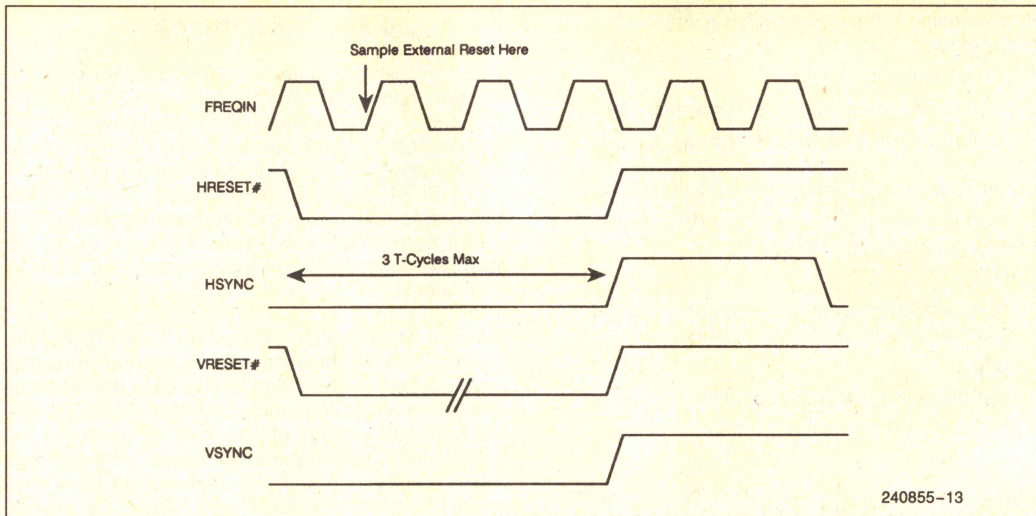 Sample External Reset Here
FREQIN
HRESET#
3 T-Cycles Max
HSYNC
VRESET#
VSYNC
240855-13